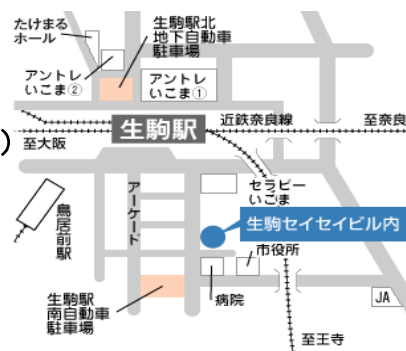 たけまる
ホール
生駒駅北
地下自動車
駐車場
アントレ
いこま②
アントレ
いこま①
)
至大阪
生駒駅
近鉄奈良線
至奈良
鳥居前駅
アーケード
セラビー
いこま
生駒セイセイビル内
市役所
病院
生駒駅
南自動車
駐車場
JA
至王寺